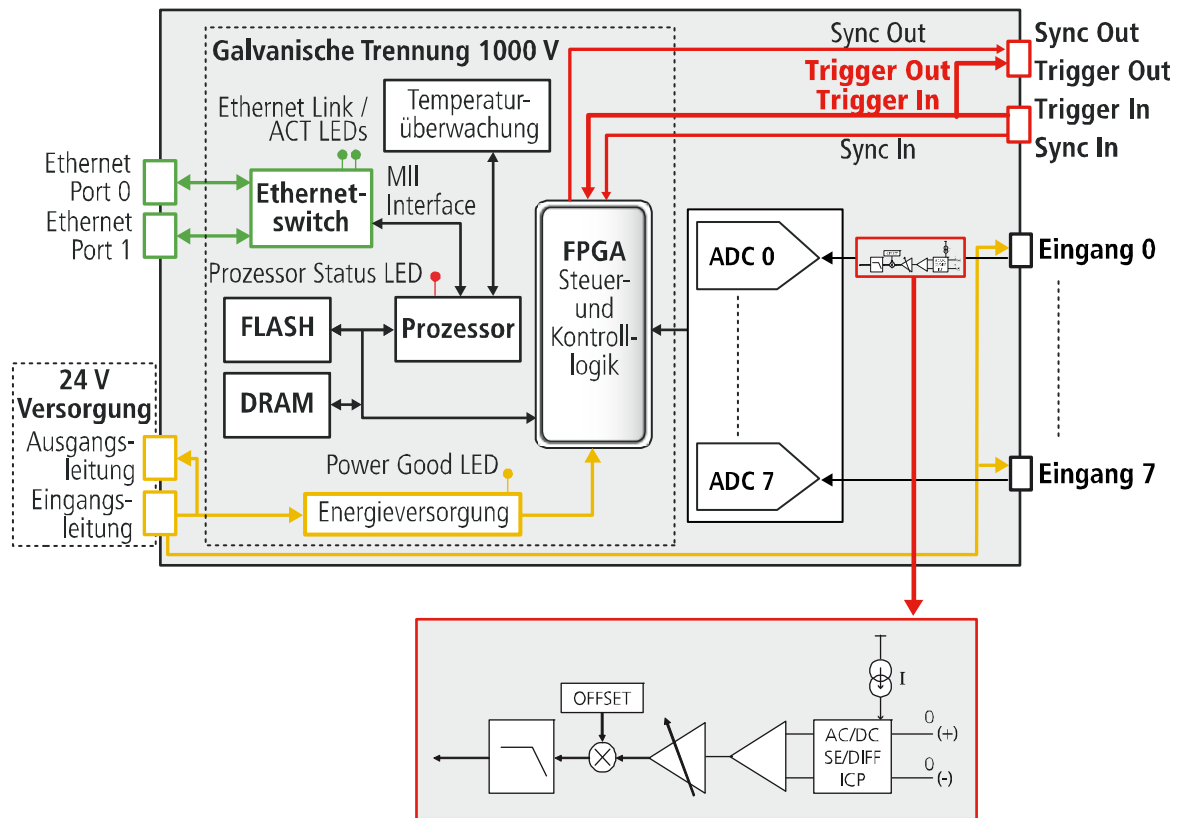 Galvanische Trennung 1000 V
Ethernet Link /
ACT LEDs
Temperatur-
überwachung
Sync Out
Trigger Out
Trigger In
Sync In
Sync Out
Trigger Out
Trigger In
Sync In
Ethernet
Port 0
Ethernet
Port 1
Ethernet-
switch
MII
Interface
Prozessor Status LED
FLASH
Prozessor
DRAM
FPGA
Steuer-
und
Kontroll-
logik
ADC 0
ADC 7
Eingang 0
Eingang 7
24 V
Versorgung
Ausgangs-
leitung
Eingangs-
leitung
Power Good LED
Energieversorgung
OFFSET
I
AC/DC
SE/DIFF
ICP
0
(+)
0
(-)